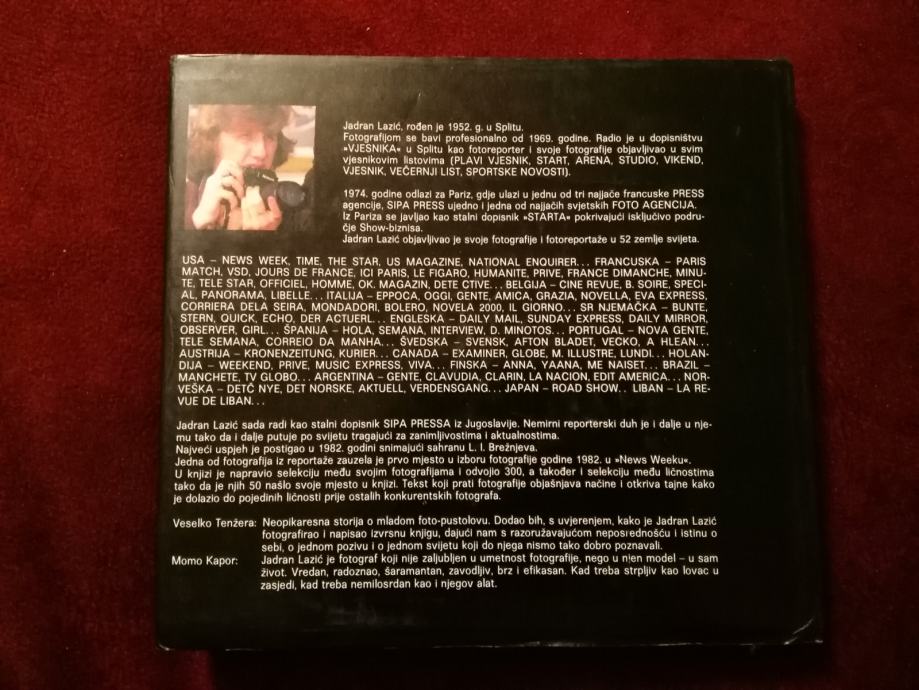 Jadran Lazić, rođen je 1952. g. u Splitu.
Fotografijom se bavi profesionalno od 1969. godine. Radio je u dopisništvu
»VJESNIKA« u Splitu kao fotoreporter i svoje fotografije objavljivao u svim
vjesnikovim listovima (PLAVI VJESNIK, START, ARENA, STUDIO, VIKEND,
VJESNIK, VEČERNJI LIST, SPORTSKE NOVOSTI).
1974. godine odlazi za Pariz, gdje ulazi u jednu od tri najjače francuske PRESS
agencije, SIPA PRESS ujedno i jedna od najjačih svjetskih FOTO AGENCIJA.
Iz Pariza se javljao kao stalni dopisnik »STARTA« pokrivajući isključivo podru-
čje Show-biznisa.
Jadran Lazić objavljivao je svoje fotografije i fotoreportaže u 52 zemlje svijeta.
USA – NEWS WEEK, TIME, THE STAR, US MAGAZINE, NATIONAL ENQUIRER... FRANCUSKA – PARIS
MATCH, VSD, JOURS DE FRANCE, ICI PARIS, LE FIGARO, HUMANITE, PRIVE, FRANCE DIMANCHE, MINU-
TE, TELE STAR, OFFICIEL, HOMME, OK. MAGAZIN, DETE CTIVE... BELGIJA – CINE REVUE, B. SOIRE, SPECI-
AL, PANORAMA, LIBELLE... ITALIJA – EPPOCA, OGGI, GENTE, AMICA, GRAZIA, NOVELLA, EVA EXPRESS,
CORRIERA DELA SEIRA, MONDADORI, BOLERO, NOVELA 2000, IL GIORNO... SR NJEMAČKA – BUNTE,
STERN, QUICK, ECHO, DER ACTUERL... ENGLESKA – DAILY MAIL, SUNDAY EXPRESS, DAILY MIRROR,
OBSERVER, GIRL... ŠPANIJA – HOLA, SEMANA, INTERVIEW, D. MINOTOS... PORTUGAL – NOVA GENTE,
TELE SEMANA, CORREIO DA MANHA... ŠVEDSKA – SVENSK, AFTON BLADET, VECKO, A HLEAN...
AUSTRIJA – KRONENZEITUNG, KURIER... CANADA – EXAMINER, GLOBE, M. ILLUSTRE, LUNDI... HOLAN-
DIJA – WEEKEND, PRIVE, MUSIC EXPRESS, VIVA... FINSKA – ANNA, YAANA, ME NAISET... BRAZIL –
MANCHETE, TV GLOBO... ARGENTINA – GENTE, CLAVUDIA, CLARIN, LA NACION, EDIT AMERICA... NOR-
VEŠKA – DETĆ NYE, DET NORSKE, AKTUELL, VERDENSGANG... JAPAN – ROAD SHOW.. LIBAN – LA RE-
VUE DE LIBAN...
Jadran Lazić sada radi kao stalni dopisnik SIPA PRESSA iz Jugoslavije. Nemirni reporterski duh je i dalje u nje-
mu tako da i dalje putuje po svijetu tragajući za zanimljivostima i aktualnostima.
Najveći uspjeh je postigao u 1982. godini snimajući sahranu L. I. Brežnjeva.
Jedna od fotografija iz reportaže zauzela je prvo mjesto u izboru fotografije godine 1982. u »News Weeku«.
U knjizi je napravio selekciju među svojim fotografijama i odvojio 300, a također i selekciju među ličnostima
tako da je njih 50 našlo svoje mjesto u knjizi. Tekst koji prati fotografije objašnjava načine i otkriva tajne kako
je dolazio do pojedinih ličnosti prije ostalih konkurentskih fotografa.
Veselko Tenžera: Neopikaresna storija o mladom foto-pustolovu. Dodao bih, s uvjerenjem, kako je Jadran Lazić
fotografirao i napisao izvrsnu knjigu, dajući nam s razoružavajućom neposrednošću i istinu o
sebi, o jednom pozivu i o jednom svijetu koji do njega nismo tako dobro poznavali.
Momo Kapor: Jadran Lazić je fotograf koji nije zaljubljen u umetnost fotografije, nego u njen model – u sam
život. Vredan, radoznao, šaramantan, zavodljiv, brz i efikasan. Kad treba strpljiv kao lovac u
zasjedi, kad treba nemilosrdan kao i njegov alat.